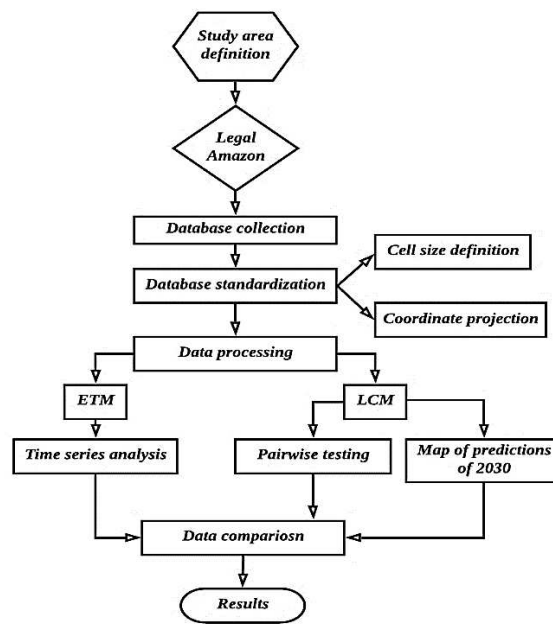 Study area
definition
Legal
Amazon
Database collection
Cell size definition
Database standardization
Coordinate projection
Data processing
ETM
LCM
Time series analysis
Pairwise testing
Map of predictions
of 2030
Data compariosn
Results